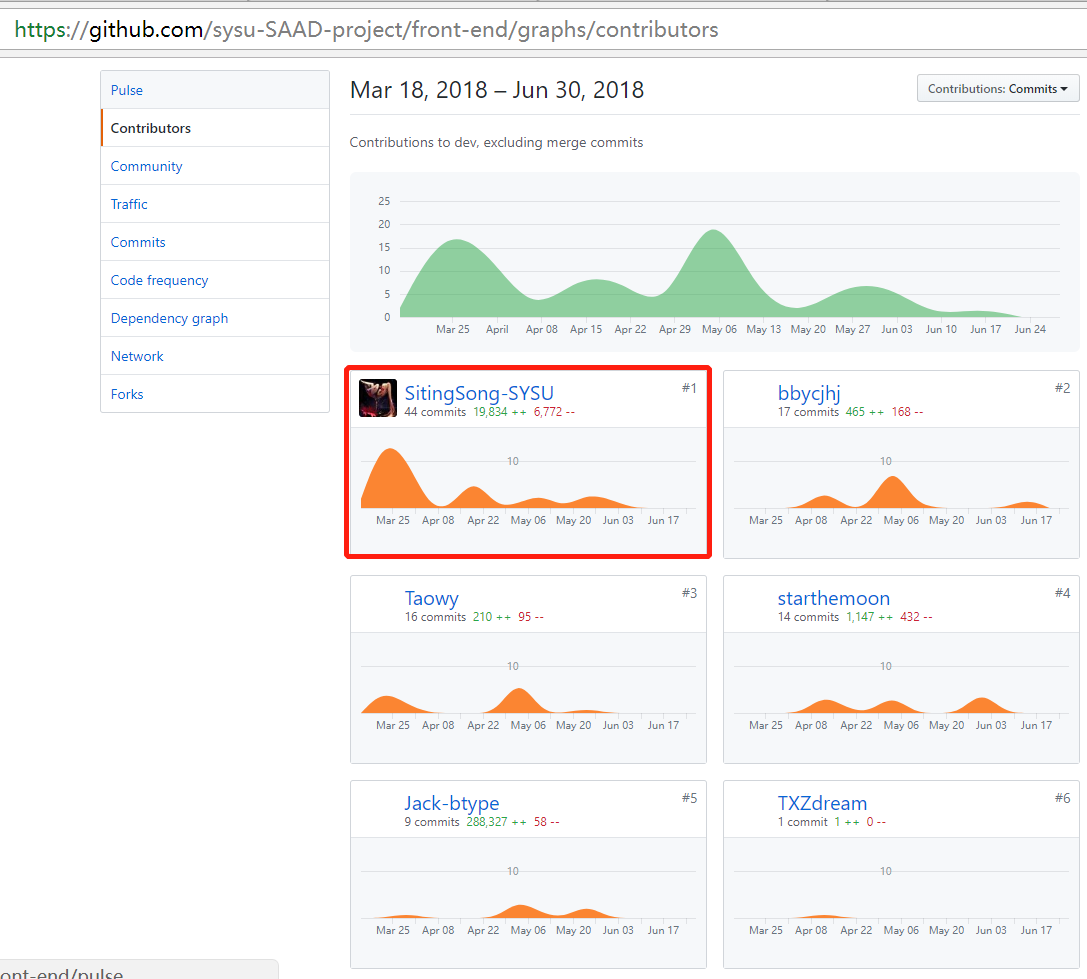 https://github.com/sysu-SAAD-project/front-end/graphs/contributors
Pulse
Contributors
Community
Traffic
Commits
Code frequency
Dependency graph
Network
Forks
Mar 18, 2018 – Jun 30, 2018
Contributions: Commits
Contributions to dev, excluding merge commits
25
20
15
10
5
0
Mar 25 April Apr 08 Apr 15 Apr 22 Apr 29 May 06 May 13 May 20 May 27 Jun 03 Jun 10 Jun 17 Jun 24
SitingSong-SYSU #1
44 commits 19,834 ++ 6,772 --
10
Mar 25 Apr 08 Apr 22 May 06 May 20 Jun 03 Jun 17
bbycjhj #2
17 commits 465 ++ 168 --
10
Mar 25 Apr 08 Apr 22 May 06 May 20 Jun 03 Jun 17
Taowy #3
16 commits 210 ++ 95 --
10
Mar 25 Apr 08 Apr 22 May 06 May 20 Jun 03 Jun 17
starthemoon #4
14 commits 1,147 ++ 432 --
10
Mar 25 Apr 08 Apr 22 May 06 May 20 Jun 03 Jun 17
Jack-btype #5
9 commits 288,327 ++ 58 --
10
Mar 25 Apr 08 Apr 22 May 06 May 20 Jun 03 Jun 17
TXZdream #6
1 commit 1 ++ 0 --
10
Mar 25 Apr 08 Apr 22 May 06 May 20 Jun 03 Jun 17
ont-end/pulse